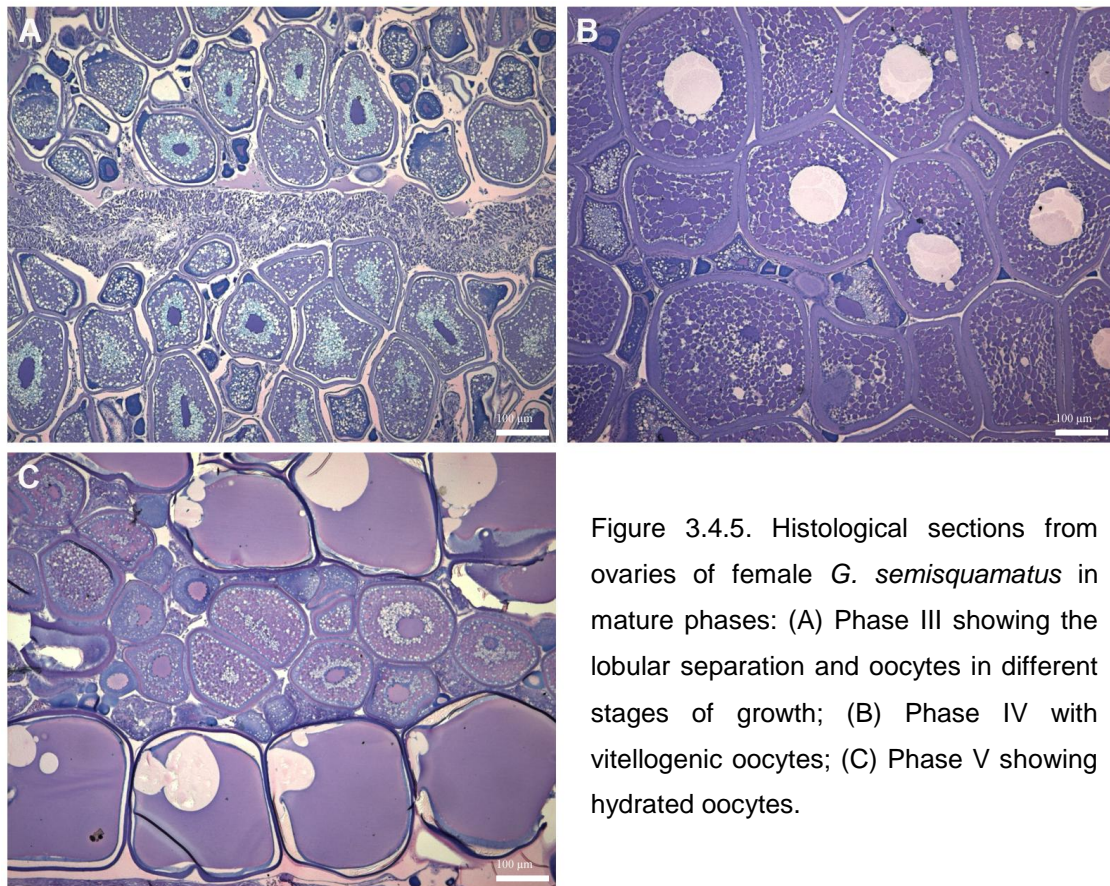 A
100 µm
B
100 µm
C
100 µm
Figure 3.4.5. Histological sections from
ovaries of female G. semisquamatus in
mature phases: (A) Phase III showing the
lobular separation and oocytes in different
stages of growth; (B) Phase IV with
vitellogenic oocytes; (C) Phase V showing
hydrated oocytes.